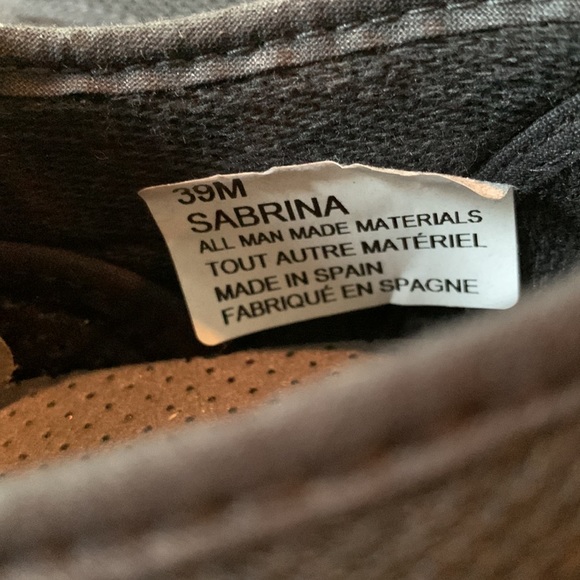 39M
SABRINA
ALL MAN MADE MATERIALS
TOUT AUTRE MATÉRIEL
MADE IN SPAIN
FABRIQUÉ EN SPAGNE